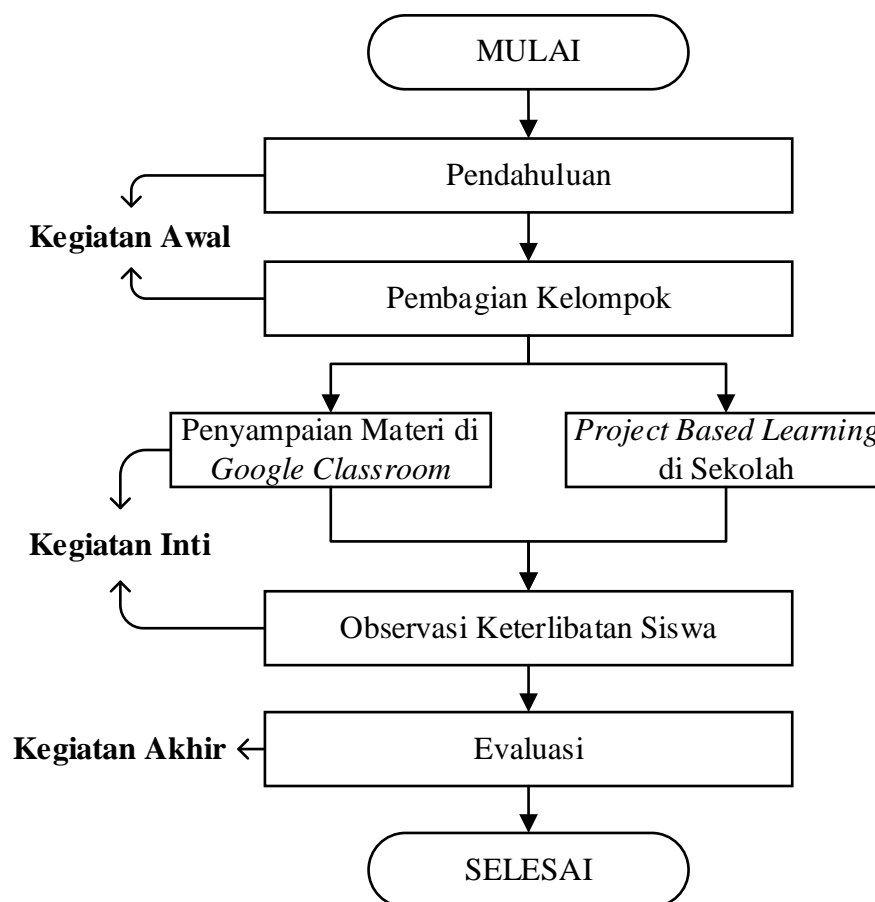 MULAI
Pendahuluan
Kegiatan Awal
Pembagian Kelompok
Penyampaian Materi di
Google Classroom
Project Based Learning
di Sekolah
Kegiatan Inti
Observasi Keterlibatan Siswa
Kegiatan Akhir
Evaluasi
SELESAI